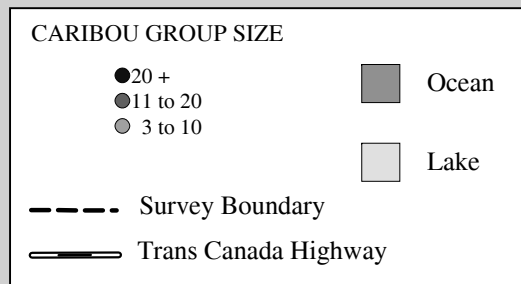 CARIBOU GROUP SIZE
20 +
11 to 20
3 to 10
Ocean
Lake
Survey Boundary
Trans Canada Highway